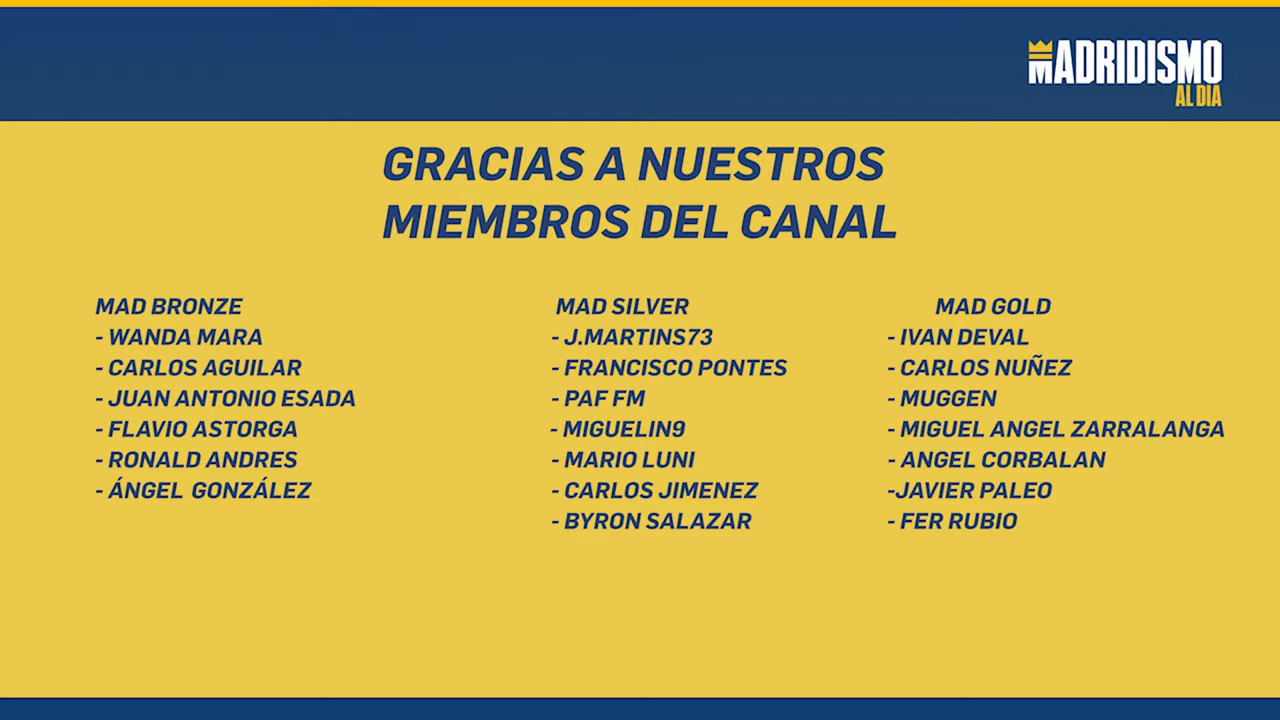 MADRIDISMO
AL DIA
GRACIAS A NUESTROS
MIEMBROS DEL CANAL
MAD BRONZE
- WANDA MARA
- CARLOS AGUILAR
- JUAN ANTONIO ESADA
- FLAVIO ASTORGA
- RONALD ANDRES
- ÁNGEL GONZÁLEZ
MAD SILVER
- J.MARTINS73
- FRANCISCO PONTES
- PAF FM
- MIGUELIN9
- MARIO LUNI
- CARLOS JIMENEZ
- BYRON SALAZAR
MAD GOLD
- IVAN DEVAL
- CARLOS NUÑEZ
- MUGGEN
- MIGUEL ANGEL ZARRALANGA
- ANGEL CORBALAN
-JAVIER PALEO
- FER RUBIO